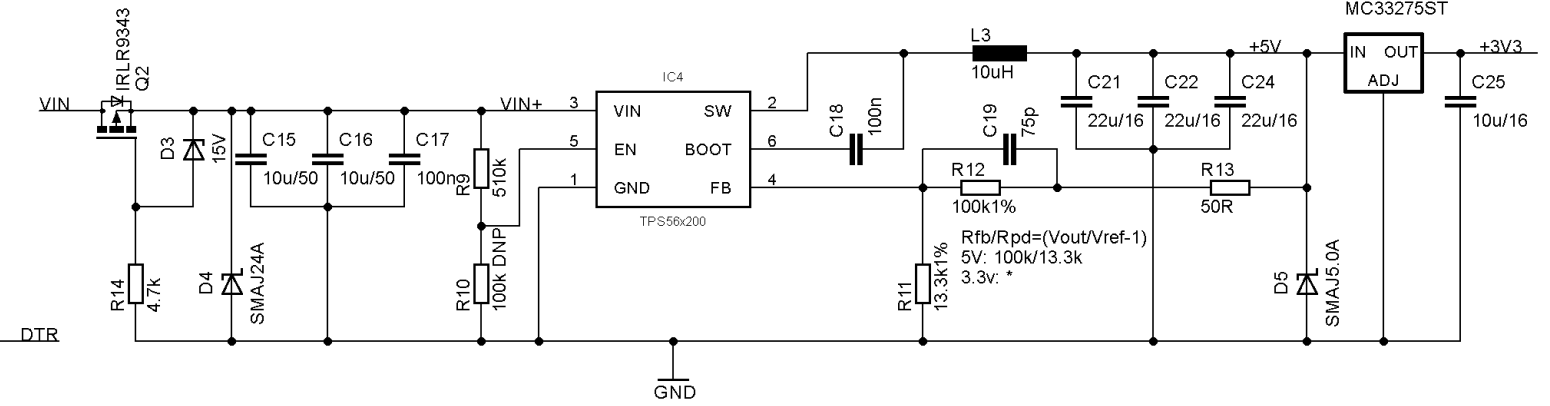 MC33275ST
IRLR9343
Q2
L3
+5V
IN OUT
+3V3
10uH
ADJ
IC4
VIN
VIN+
3
VIN
SW
2
C21
C22
C24
C25
22u/16
22u/16
22u/16
10u/16
D3
15V
C15
C16
C17
10u/50
10u/50
100n
R9
510k
5
EN
BOOT
6
C18
100n
C19
75p
1
GND
FB
4
R12
100k1%
R13
50R
TPS56x200
R14
4.7k
D4
SMAJ24A
R10
100k DNP
R11
13.3k1%
Rfb/Rpd=(Vout/Vref-1)
5V: 100k/13.3k
3.3v: *
D5
SMAJ5.0A
DTR
GND